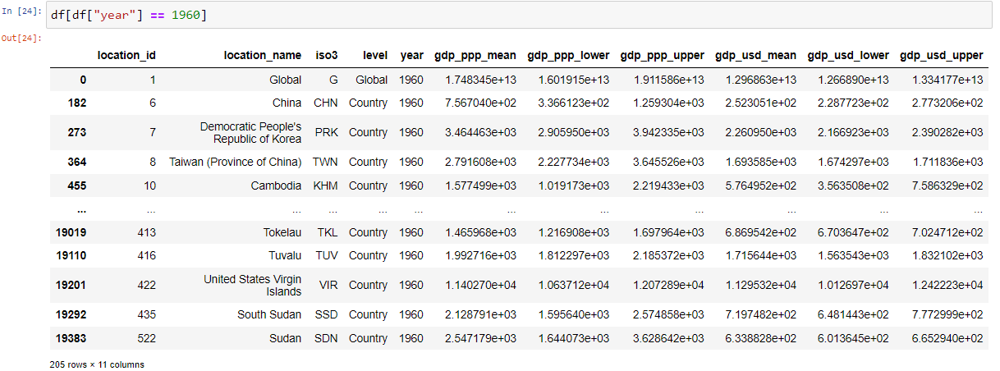 In [24]: df[df["year"] == 1960]
Out[24]:
location_id location_name iso3 level year gdp_ppp_mean gdp_ppp_lower gdp_ppp_upper gdp_usd_mean gdp_usd_lower gdp_usd_upper
0 1 Global G Global 1960 1.748345e+13 1.601915e+13 1.911586e+13 1.296863e+13 1.266890e+13 1.334177e+13
182 6 China CHN Country 1960 7.567040e+02 3.366123e+02 1.259304e+03 2.523051e+02 2.287723e+02 2.773206e+02
Democratic People's
273 7 Republic of Korea PRK Country 1960 3.464463e+03 2.905950e+03 3.942335e+03 2.260950e+03 2.166923e+03 2.390282e+03
364 8 Taiwan (Province of China) TWN Country 1960 2.791608e+03 2.227734e+03 3.645526e+03 1.693585e+03 1.674297e+03 1.711836e+03
455 10 Cambodia KHM Country 1960 1.577499e+03 1.019173e+03 2.219433e+03 5.764952e+02 3.563508e+02 7.586329e+02
... ... ... ... ... ... ... ... ... ... ... ...
19019 413 Tokelau TKL Country 1960 1.465968e+03 1.216908e+03 1.697964e+03 6.869542e+02 6.703647e+02 7.024712e+02
19110 416 Tuvalu TUV Country 1960 1.992716e+03 1.812297e+03 2.185372e+03 1.715644e+03 1.563543e+03 1.832102e+03
United States Virgin
19201 422 Islands VIR Country 1960 1.140270e+04 1.063712e+04 1.207289e+04 1.129532e+04 1.012697e+04 1.242223e+04
19292 435 South Sudan SSD Country 1960 2.128791e+03 1.595640e+03 2.574858e+03 7.197482e+02 6.481443e+02 7.772999e+02
19383 522 Sudan SDN Country 1960 2.547179e+03 1.644073e+03 3.628642e+03 6.338828e+02 6.013645e+02 6.652940e+02
205 rows × 11 columns